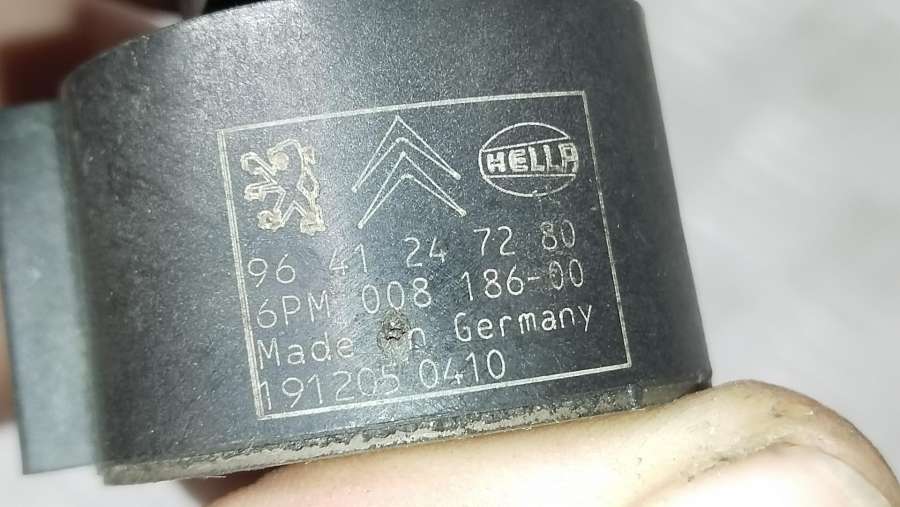 HELLA
96 41 24 72 80
6PM 008 186-00
Made in Germany
191205 0410